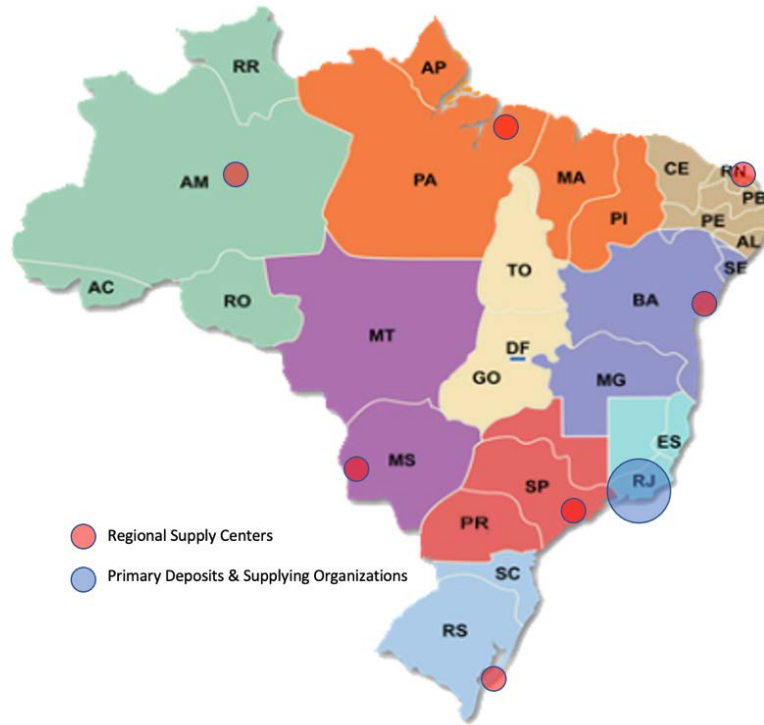 RR
AP
AM
PA
MA
CE
RN
PB
PI
PE
AL
SE
AC
RO
TO
BA
MT
DF
GO
MG
ES
MS
SP
RJ
PR
Regional Supply Centers
Primary Deposits & Supplying Organizations
SC
RS